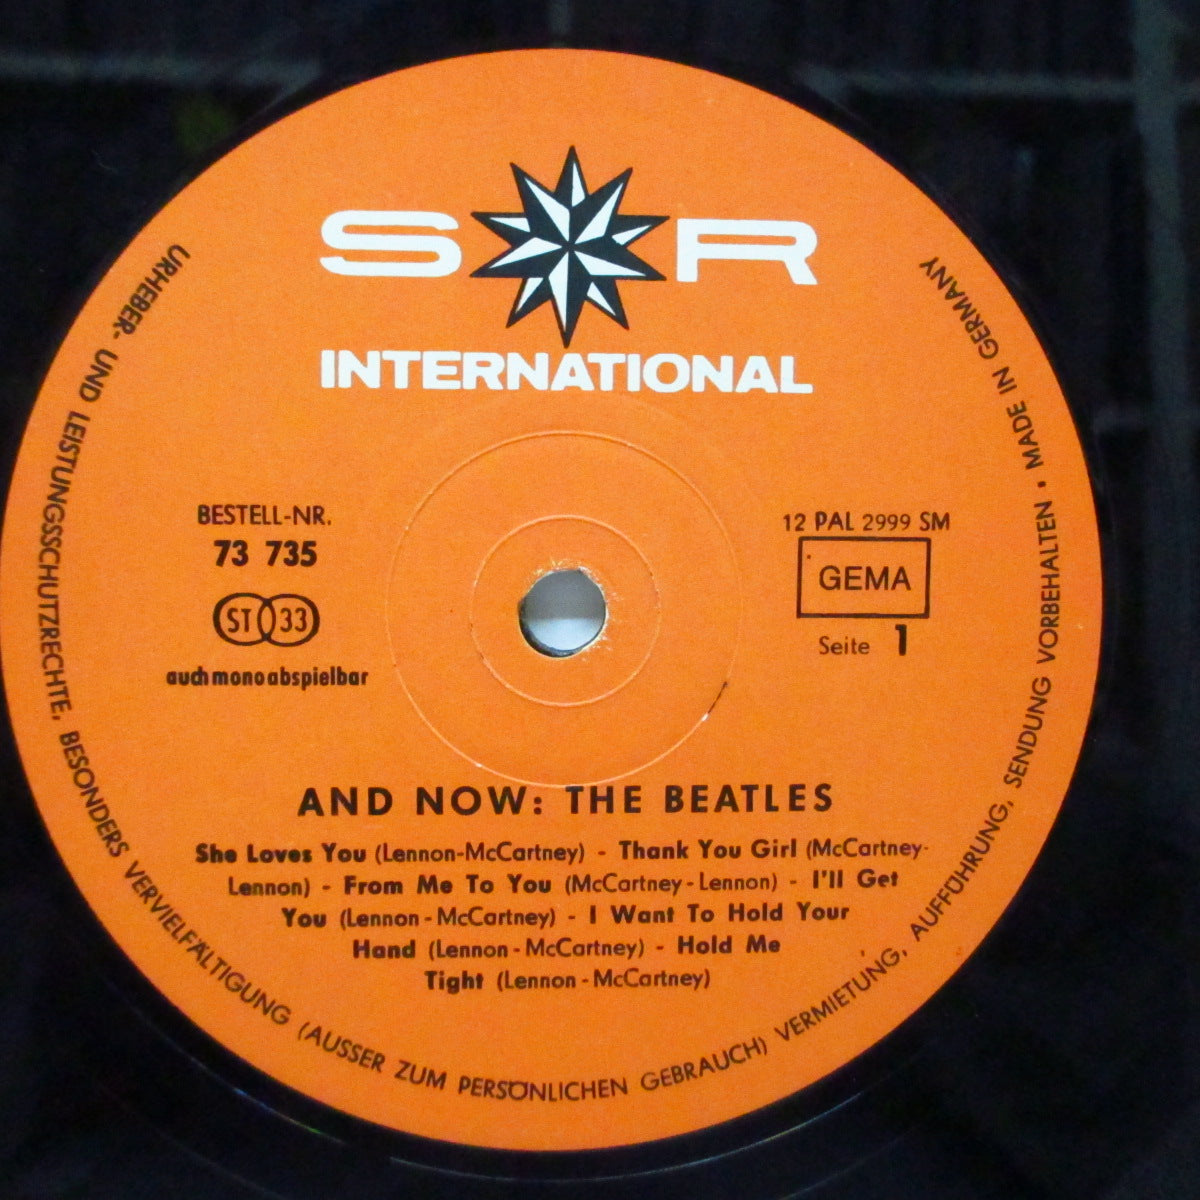 S R
INTERNATIONAL
BESTELL-NR.
73 735
ST 33
auch mono abspielbar
12 PAL 2999 SM
GEMA
Seite 1
AND NOW: THE BEATLES
She Loves You (Lennon-McCartney) - Thank You Girl (McCartney-
Lennon) - From Me To You (McCartney - Lennon) - I'll Get
You (Lennon - McCartney) - I Want To Hold Your
Hand (Lennon - McCartney) - Hold Me
Tight (Lennon - McCartney)
URHEBER- UND LEISTUNGSSCHUTZRECHTE, BESONDERS VERVIELFÄLTIGUNG (AUSSER ZUM PERSÖNLICHEN GEBRAUCH) VERMIETUNG, AUFFÜHRUNG, SENDUNG VORBEHALTEN • MADE IN GERMANY